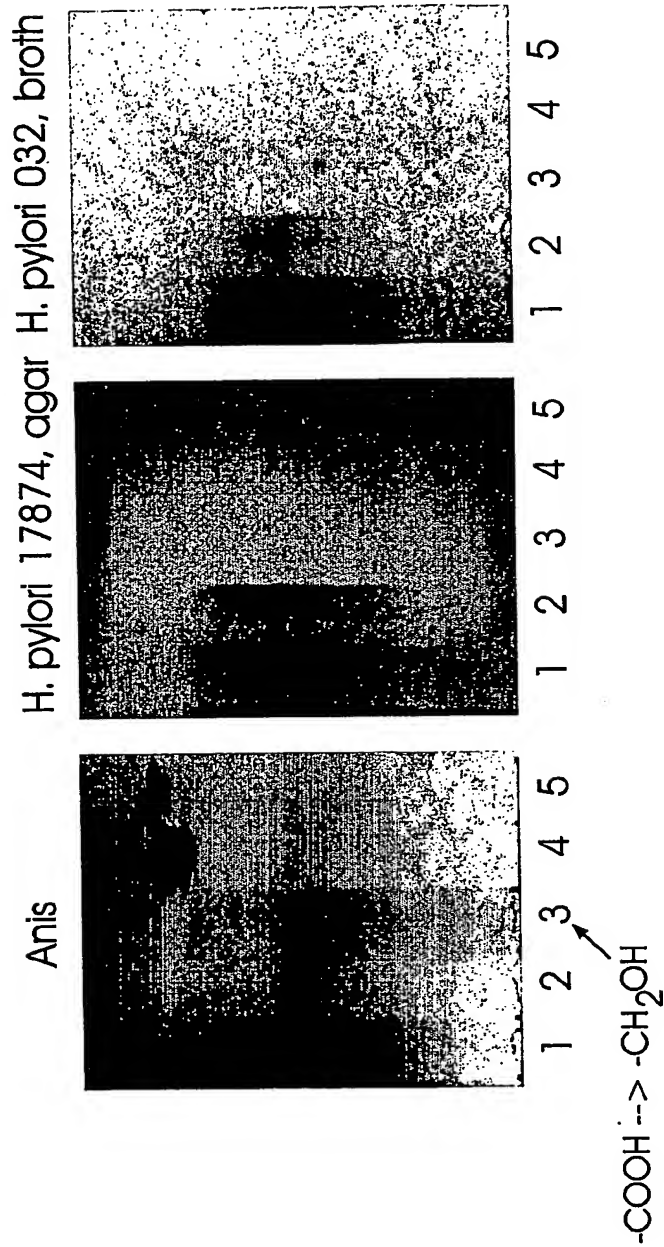 Anis
H. pylori 17874, agar
H. pylori 032, broth
1 2 3 4 5
1 2 3 4 5
1 2 3 4 5
-COOH --> -CH₂OH